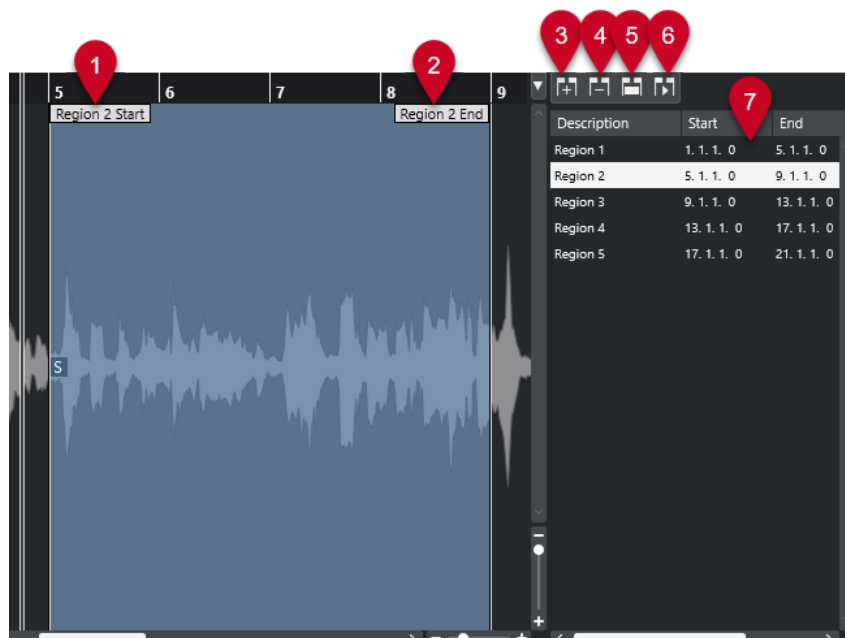 1
2
3 4 5 6
7
5 6 7 8 9
Region 2 Start Region 2 End
S
Description Start End
Region 1 1. 1. 1. 0 5. 1. 1. 0
Region 2 5. 1. 1. 0 9. 1. 1. 0
Region 3 9. 1. 1. 0 13. 1. 1. 0
Region 4 13. 1. 1. 0 17. 1. 1. 0
Region 5 17. 1. 1. 0 21. 1. 1. 0